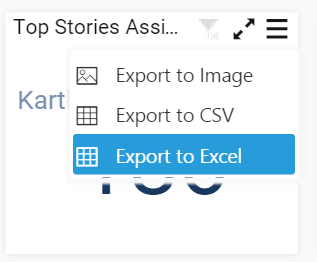 Top Stories Assi...
Export to Image
Kart
Export to CSV
Export to Excel